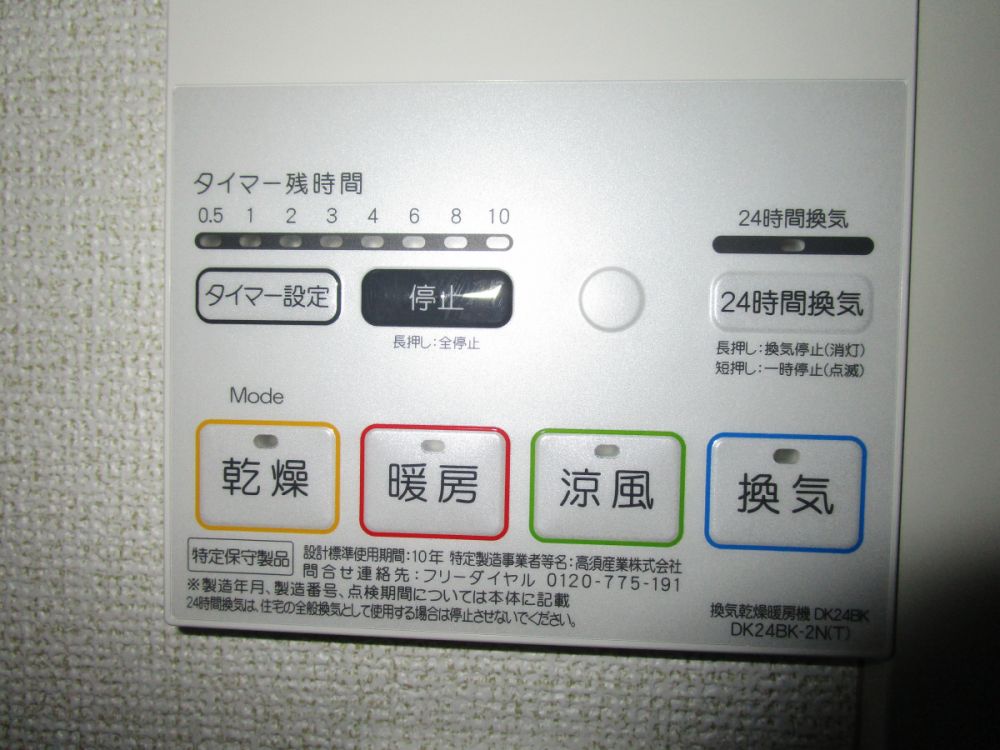 タイマー残時間
0.5 1 2 3 4 6 8 10
24時間換気
タイマー設定
停止
24時間換気
長押し:全停止
長押し:換気停止(消灯)
短押し:一時停止(点滅)
Mode
乾燥
暖房
涼風
換気
特定保守製品
設計標準使用期間:10年 特定製造事業者等名:高須産業株式会社
問合せ連絡先:フリーダイヤル 0120-775-191
※製造年月、製造番号、点検期間については本体に記載
24時間換気は、住宅の全般換気として使用する場合は停止させないでください。
換気乾燥暖房機 DK24BK
DK24BK-2N(T)